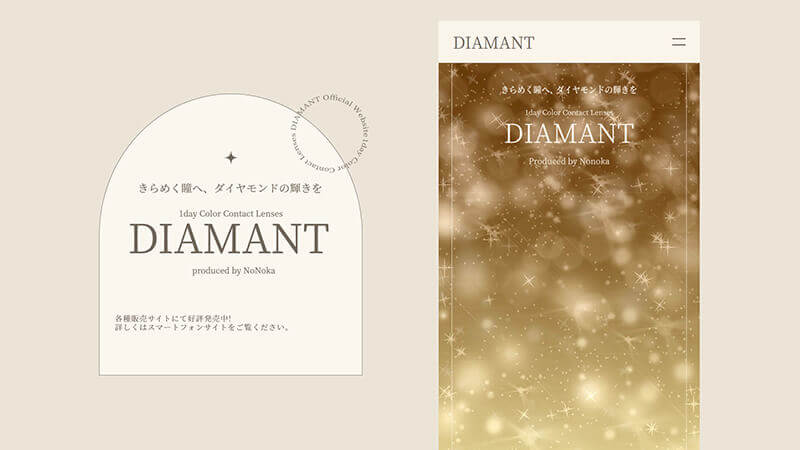 DIAMANT Official Website 1day Color Contact Lenses
きらめく瞳へ、ダイヤモンドの輝きを
1day Color Contact Lenses
DIAMANT
produced by NoNoka
各種販売サイトにて好評発売中!
詳しくはスマートフォンサイトをご覧ください。
DIAMANT
きらめく瞳へ、ダイヤモンドの輝きを
1day Color Contact Lenses
DIAMANT
Produced by Nonoka